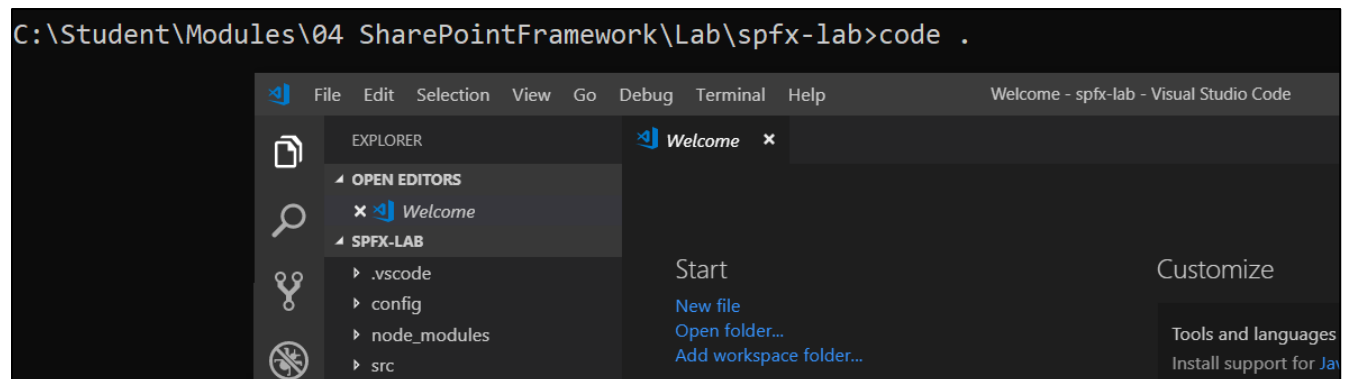 C:\Student\Modules\04 SharePointFramework\Lab\spfx-lab>code .
File Edit Selection View Go Debug Terminal Help Welcome - spfx-lab - Visual Studio Code
EXPLORER
Welcome
OPEN EDITORS
Welcome
SPFX-LAB
.vscode
config
node_modules
src
Start
New file
Open folder...
Add workspace folder...
Customize
Tools and languages
Install support for